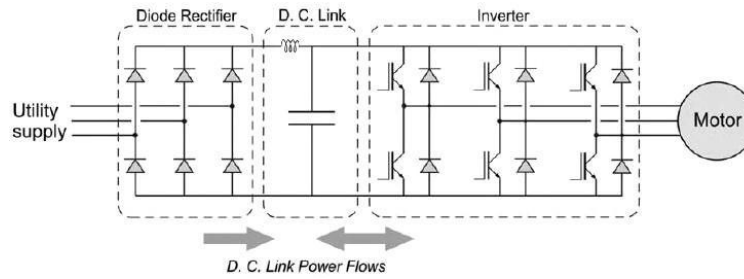 Diode Rectifier
D. C. Link
Inverter
Utility
supply
Motor
D. C. Link Power Flows